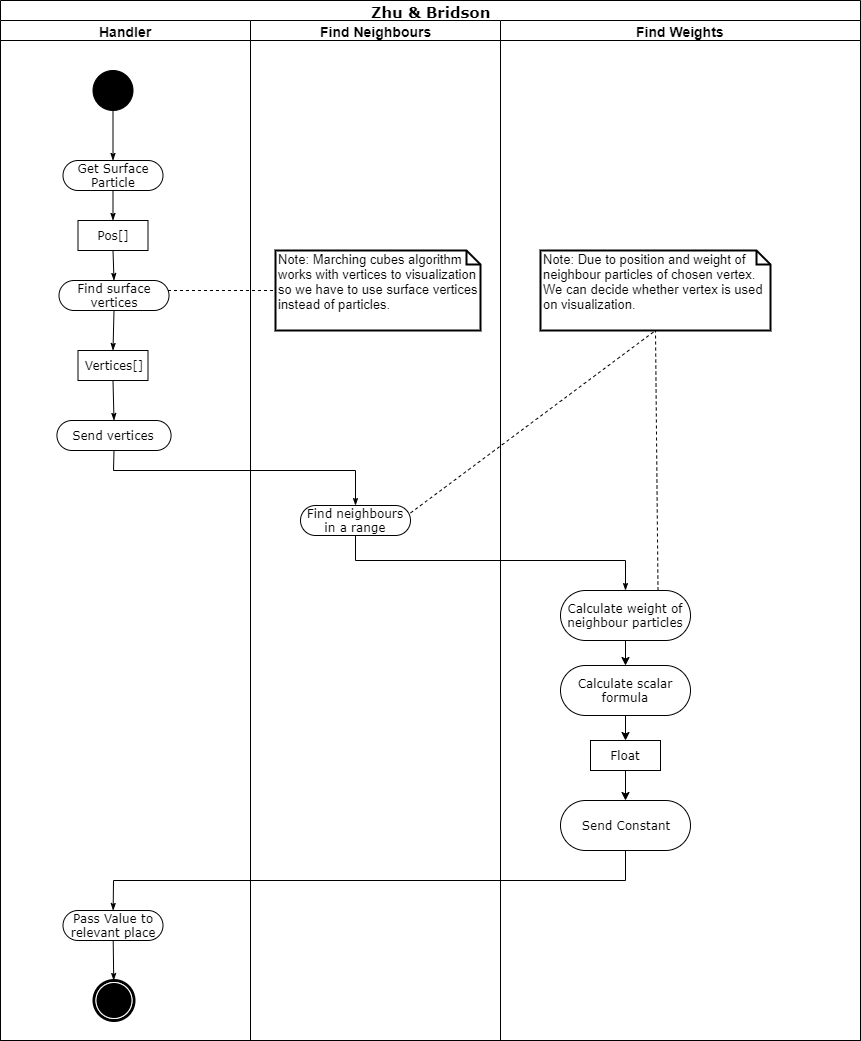 Zhu & Bridson
Handler
Find Neighbours
Find Weights
Get Surface
Particle
Pos[]
Find surface
vertices
Note: Marching cubes algorithm
works with vertices to visualization
so we have to use surface vertices
instead of particles.
Note: Due to position and weight of
neighbour particles of chosen vertex.
We can decide whether vertex is used
on visualization.
Vertices[]
Send vertices
Find neighbours
in a range
Calculate weight of
neighbour particles
Calculate scalar
formula
Float
Send Constant
Pass Value to
relevant place